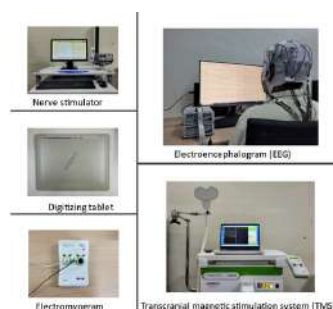 Nerve stimulator
Electroencephalogram (EEG)
Digitizing tablet
Electromyogram
Transcranial magnetic stimulation system (TMS